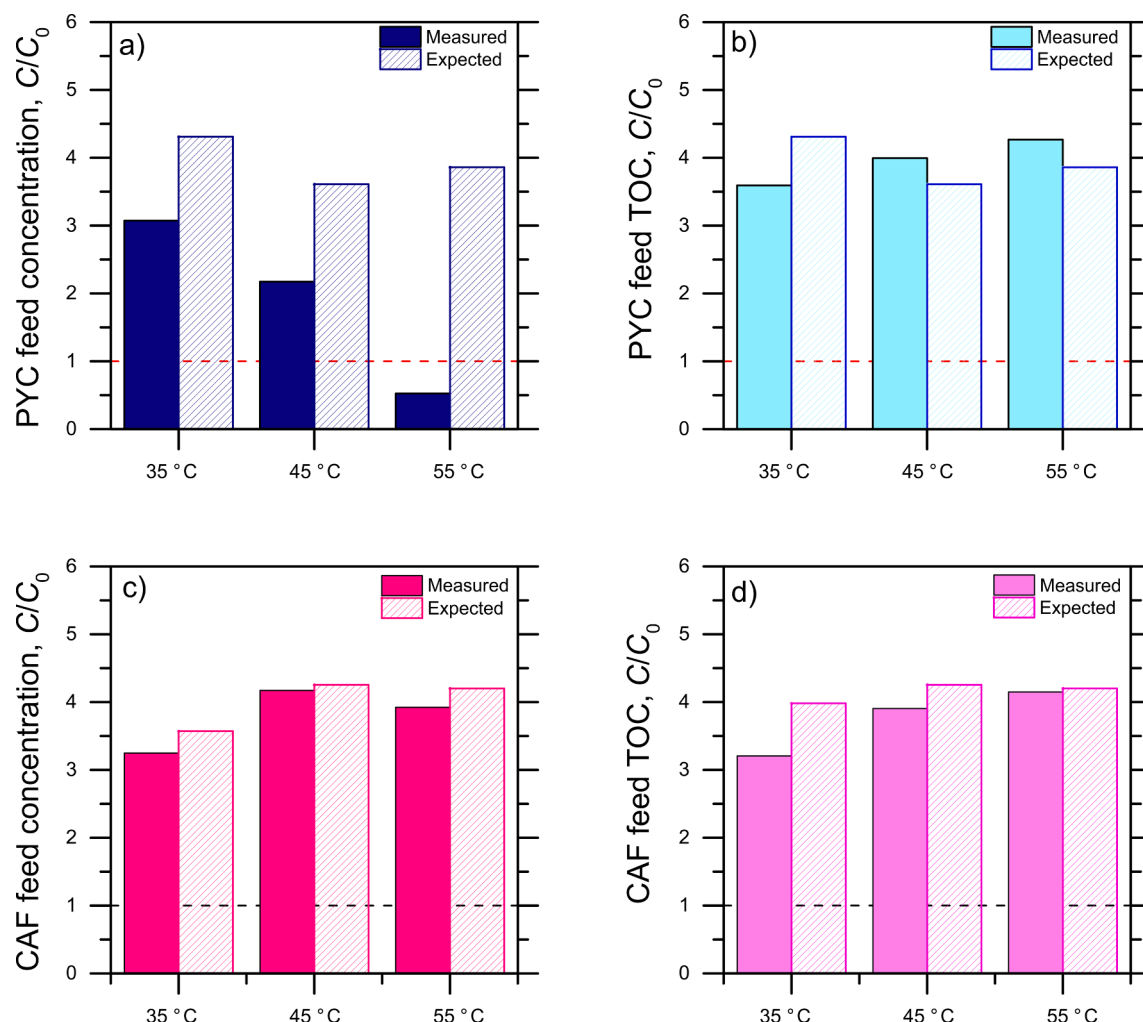 a)
Measured
Expected
PYC feed concentration, C/C0
6
5
4
3
2
1
0
35 °C 45 °C 55 °C
b)
Measured
Expected
PYC feed TOC, C/C0
6
5
4
3
2
1
0
35 °C 45 °C 55 °C
c)
Measured
Expected
CAF feed concentration, C/C0
6
5
4
3
2
1
0
35 °C 45 °C 55 °C
d)
Measured
Expected
CAF feed TOC, C/C0
6
5
4
3
2
1
0
35 °C 45 °C 55 °C